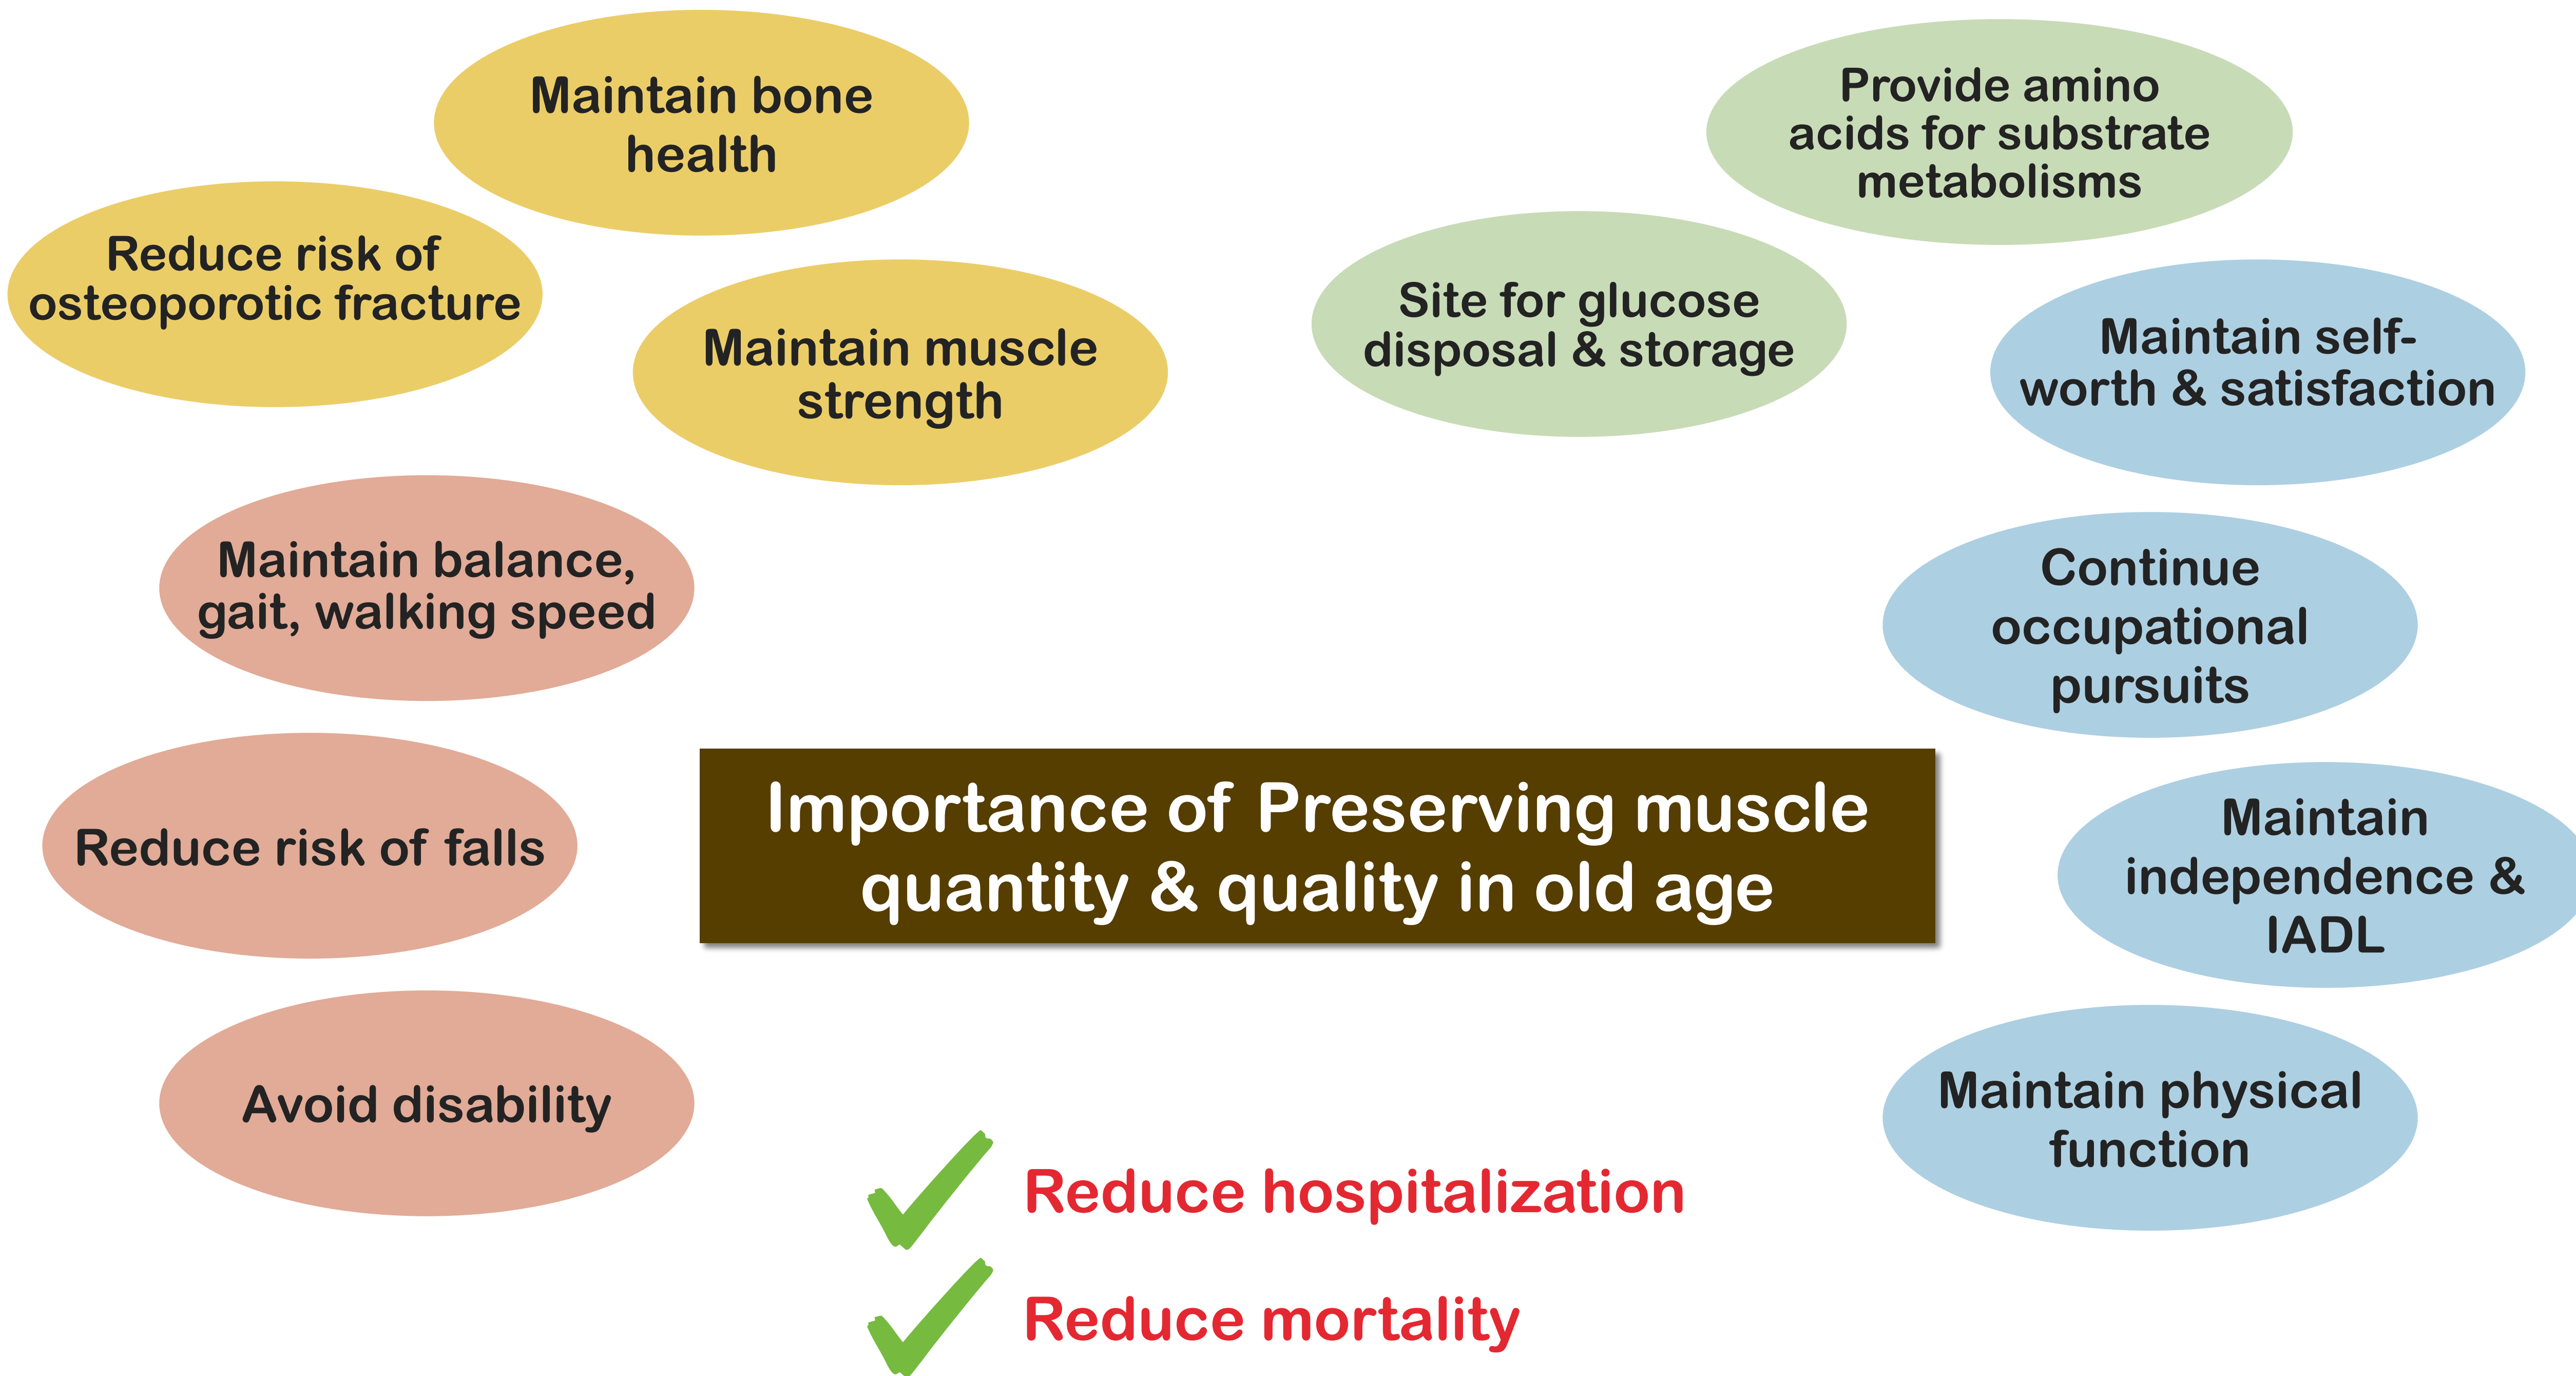 Maintain bone
health
Reduce risk of
osteoporotic fracture
Maintain muscle
strength
Provide amino
acids for substrate
metabolisms
Site for glucose
disposal & storage
Maintain self-
worth & satisfaction
Maintain balance,
gait, walking speed
Continue
occupational
pursuits
Reduce risk of falls
Importance of Preserving muscle
quantity & quality in old age
Maintain
independence &
IADL
Avoid disability
Maintain physical
function
Reduce hospitalization
Reduce mortality